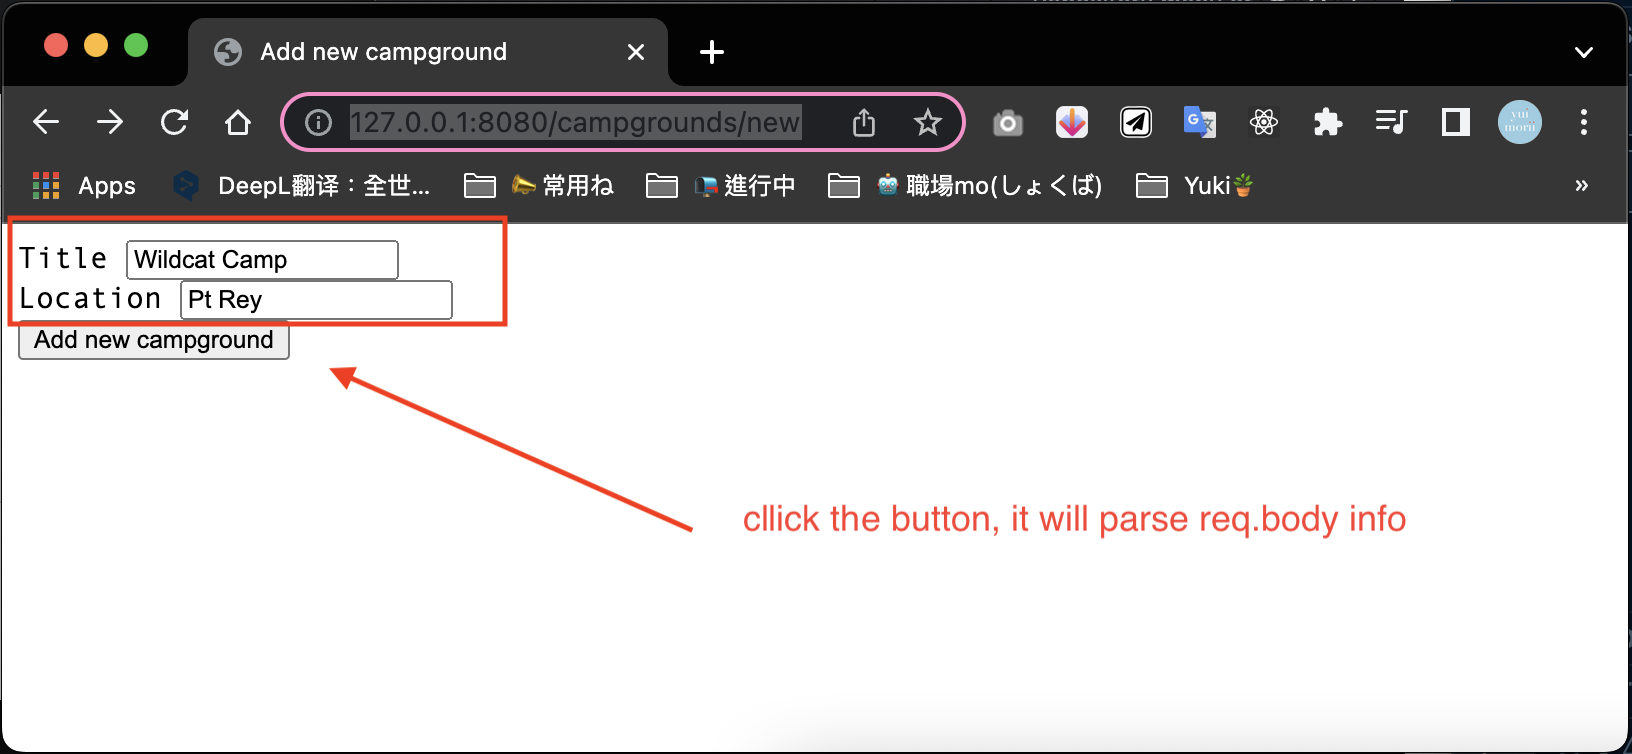 Add new campground
127.0.0.1:8080/campgrounds/new
yui
morii
Apps DeepL翻译：全世... 常用ね 進行中 職場mo(しょくば) Yuki »
Title Wildcat Camp
Location Pt Rey
Add new campground
cllick the button, it will parse req.body info